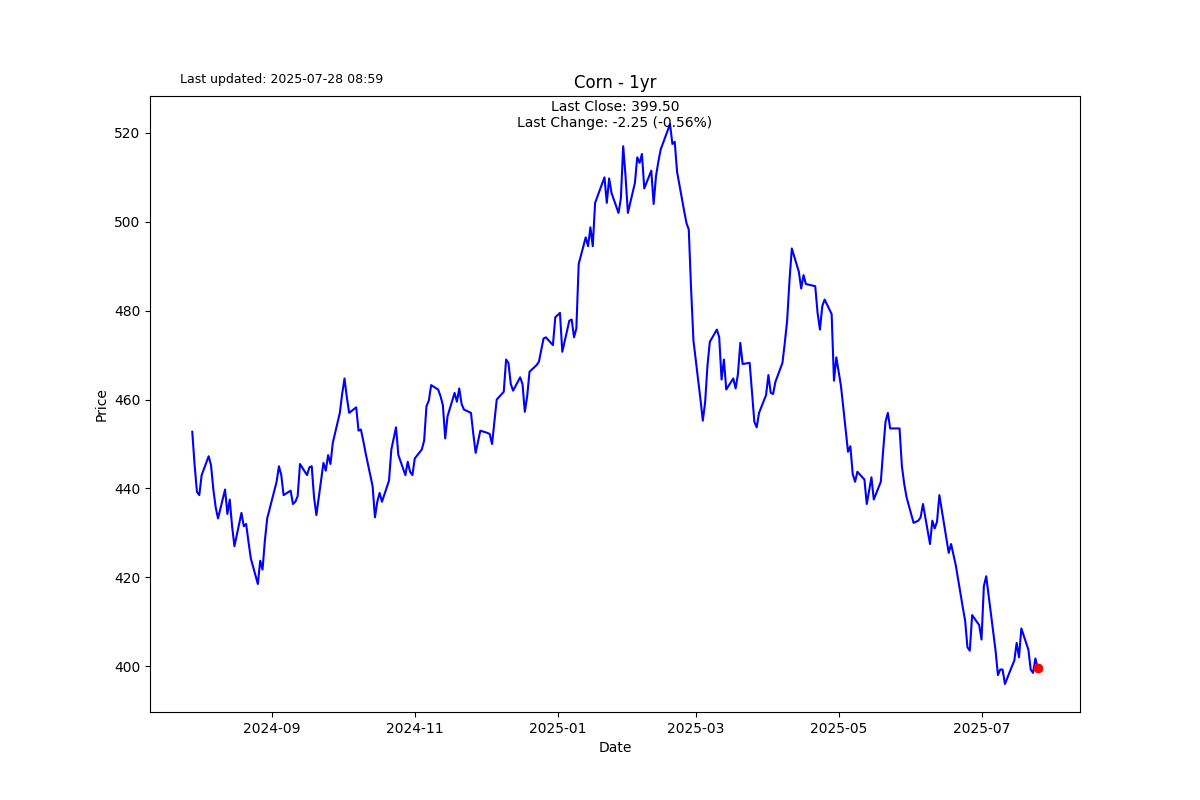 Last updated: 2025-07-28 08:59
Corn - 1yr
Last Close: 399.50
Last Change: -2.25 (-0.56%)
520
500
480
460
440
420
400
Price
2024-09
2024-11
2025-01
2025-03
2025-05
2025-07
Date